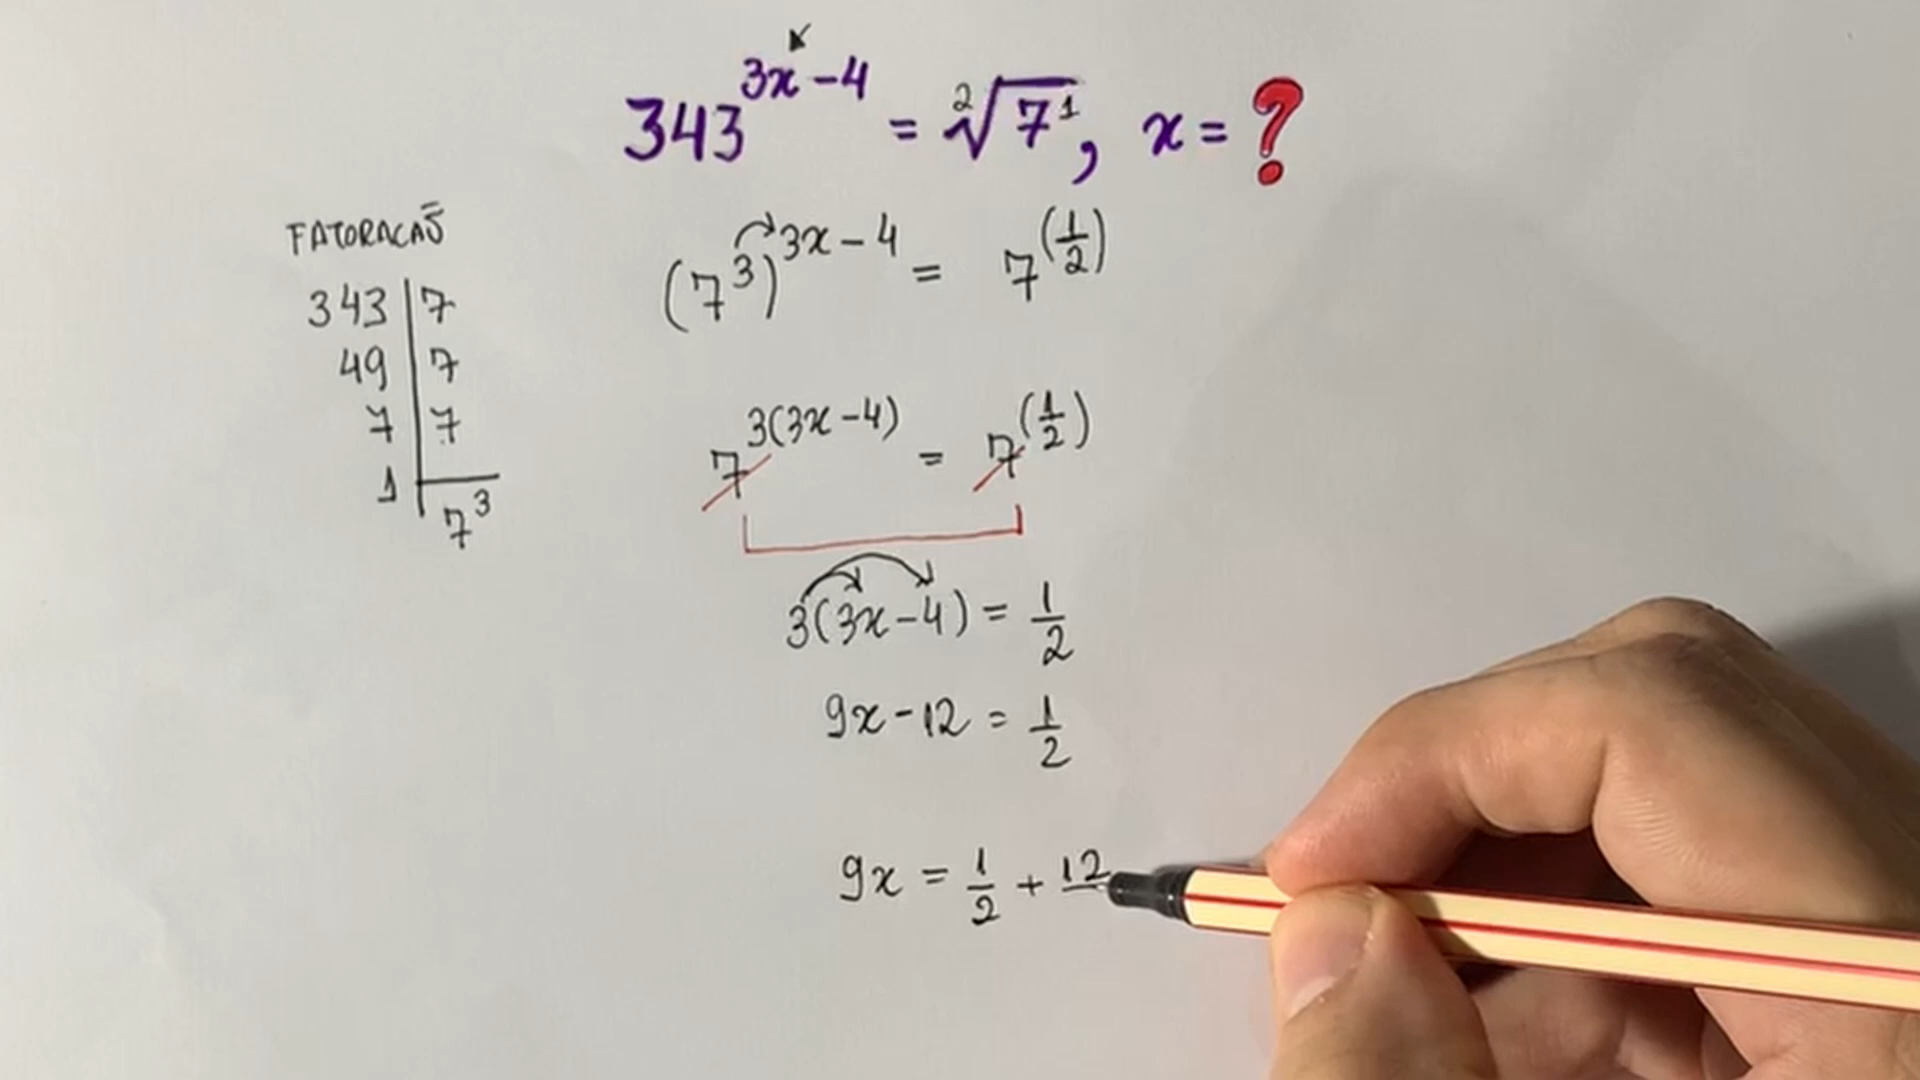 343^(3x-4) = ²√7¹, x = ?
FATORAÇÃO
343 | 7
49 | 7
7 | 7
1 | 7³
(7³)^(3x-4) = 7^(1/2)
7^(3(3x-4)) = 7^(1/2)
3(3x-4) = 1/2
9x-12 = 1/2
9x = 1/2 + 12